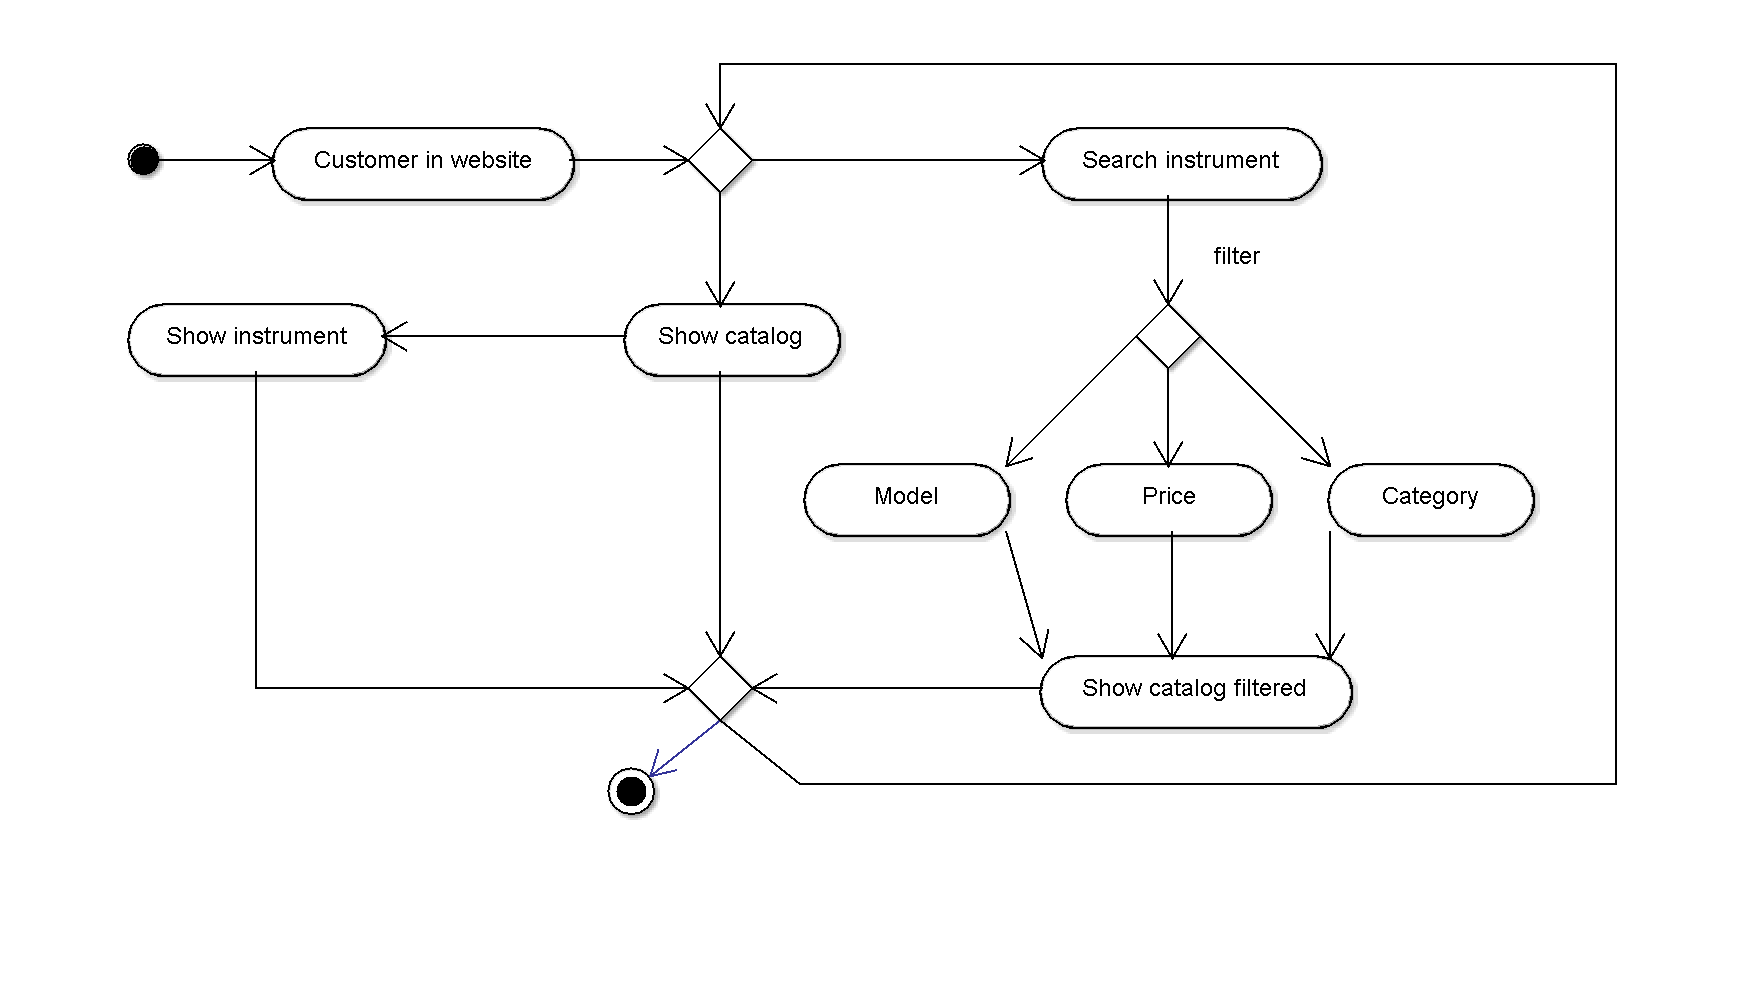 Customer in website
Search instrument
filter
Show instrument
Show catalog
Model
Price
Category
Show catalog filtered